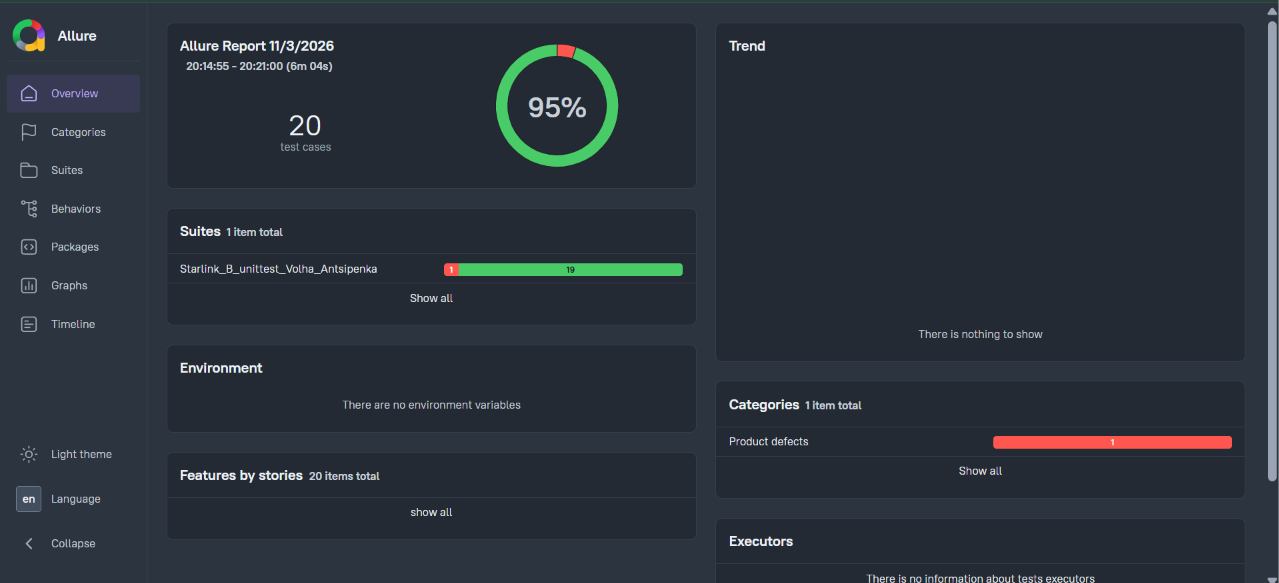 Allure
Overview
Categories
Suites
Behaviors
Packages
Graphs
Timeline
Light theme
en Language
Collapse
Allure Report 11/3/2026
20:14:55 - 20:21:00 (6m 04s)
20
test cases
95%
Suites 1 item total
Starlink_B_unittest_Volha_Antsipenka 1 19
Show all
Environment
There are no environment variables
Features by stories 20 items total
show all
Trend
There is nothing to show
Categories 1 item total
Product defects 1
Show all
Executors
There is no information about tests executors